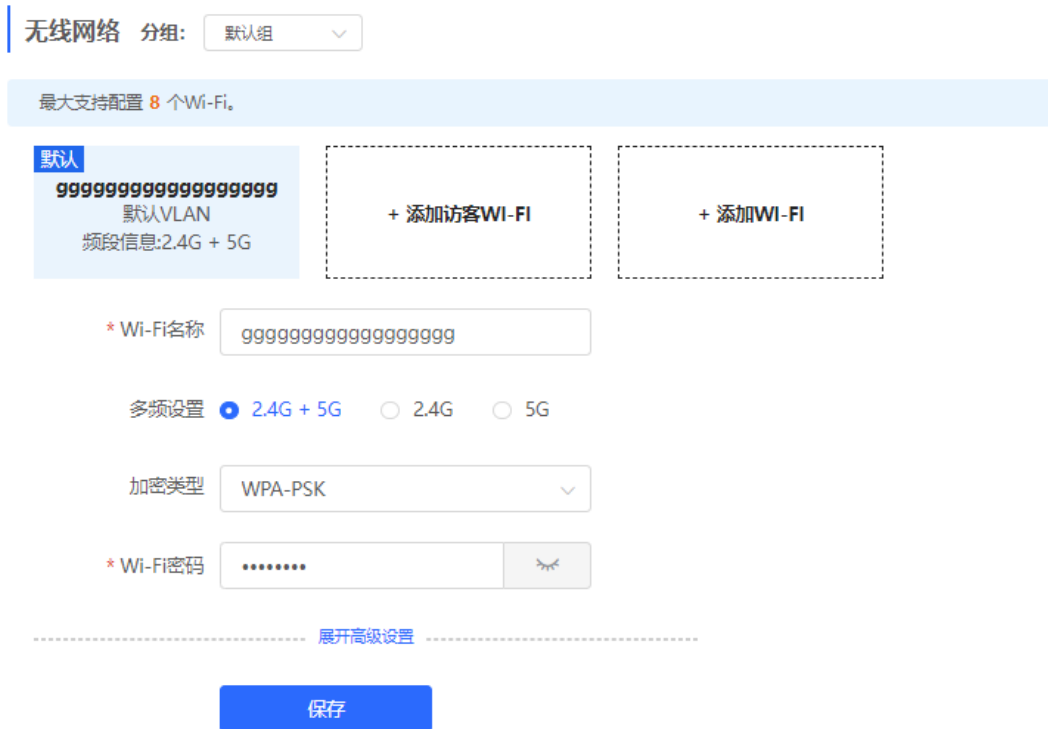 无线网络 分组: 默认组
最大支持配置 8 个Wi-Fi。
默认
gggggggggggggggggg
默认VLAN
频段信息:2.4G + 5G
+ 添加访客WI-FI
+ 添加WI-FI
* Wi-Fi名称 gggggggggggggggggg
多频设置 2.4G + 5G 2.4G 5G
加密类型 WPA-PSK
* Wi-Fi密码 ••••••••
展开高级设置
保存